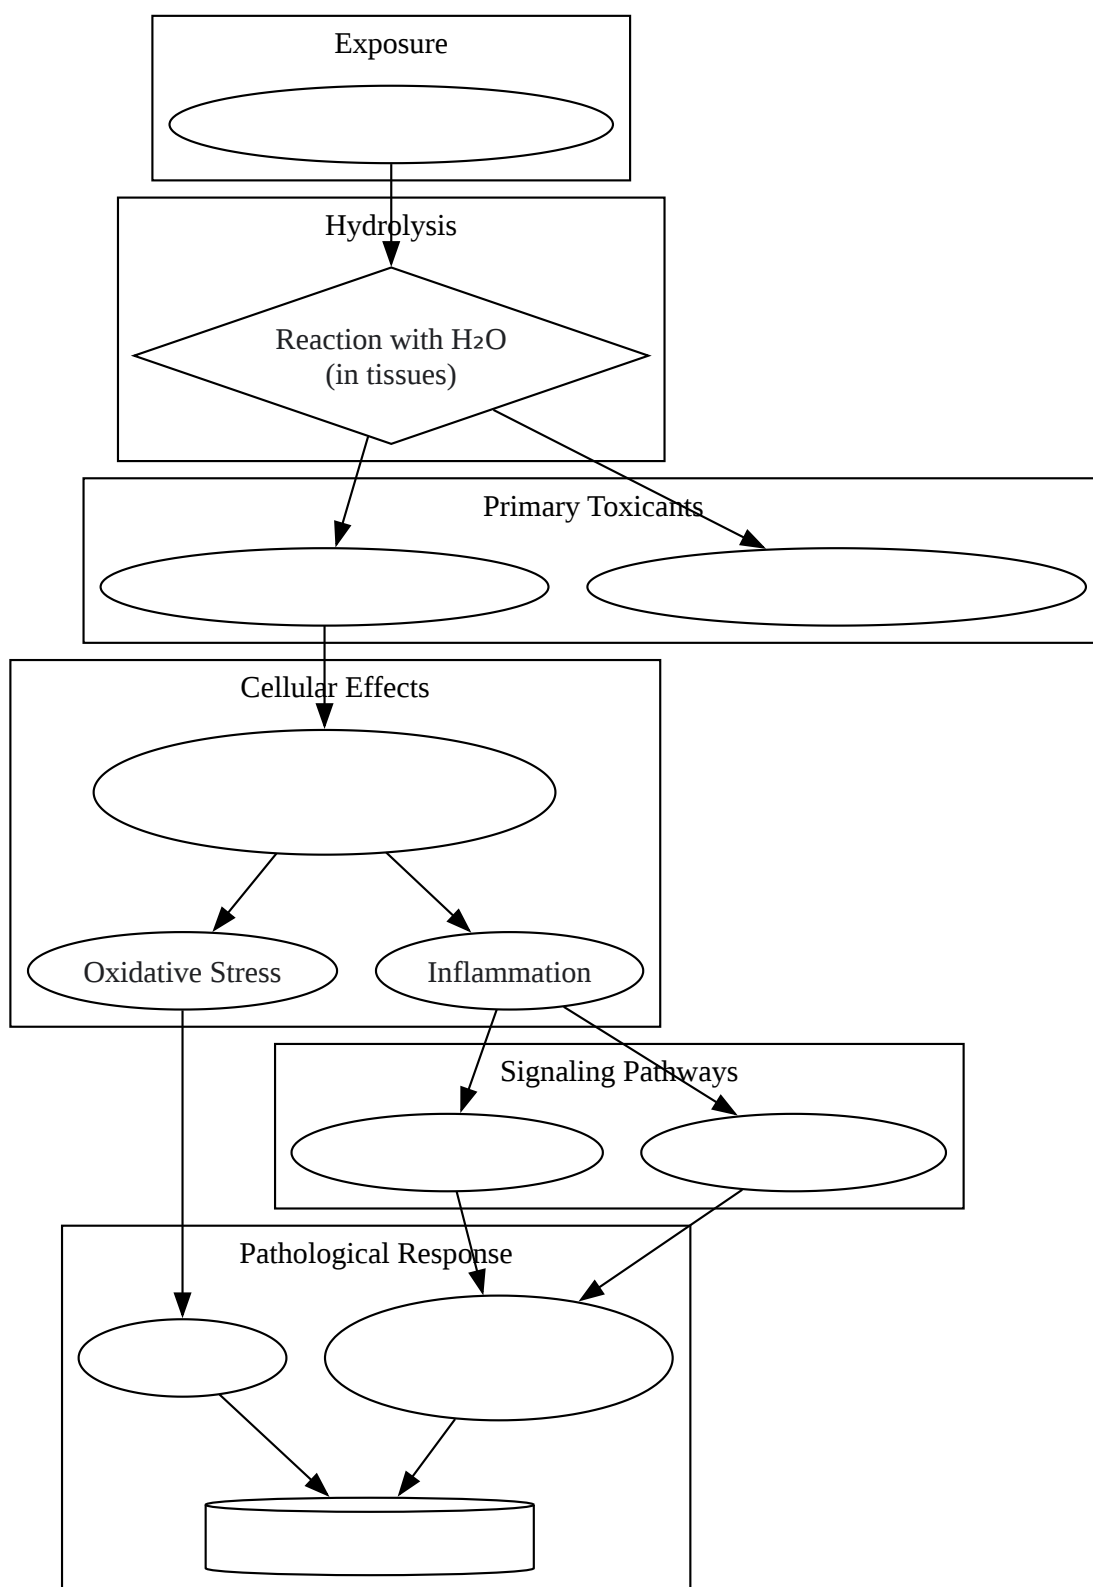 Exposure
Hydrolysis
Reaction with H₂O
(in tissues)
Primary Toxicants
Cellular Effects
Oxidative Stress
Inflammation
Signaling Pathways
Pathological Response